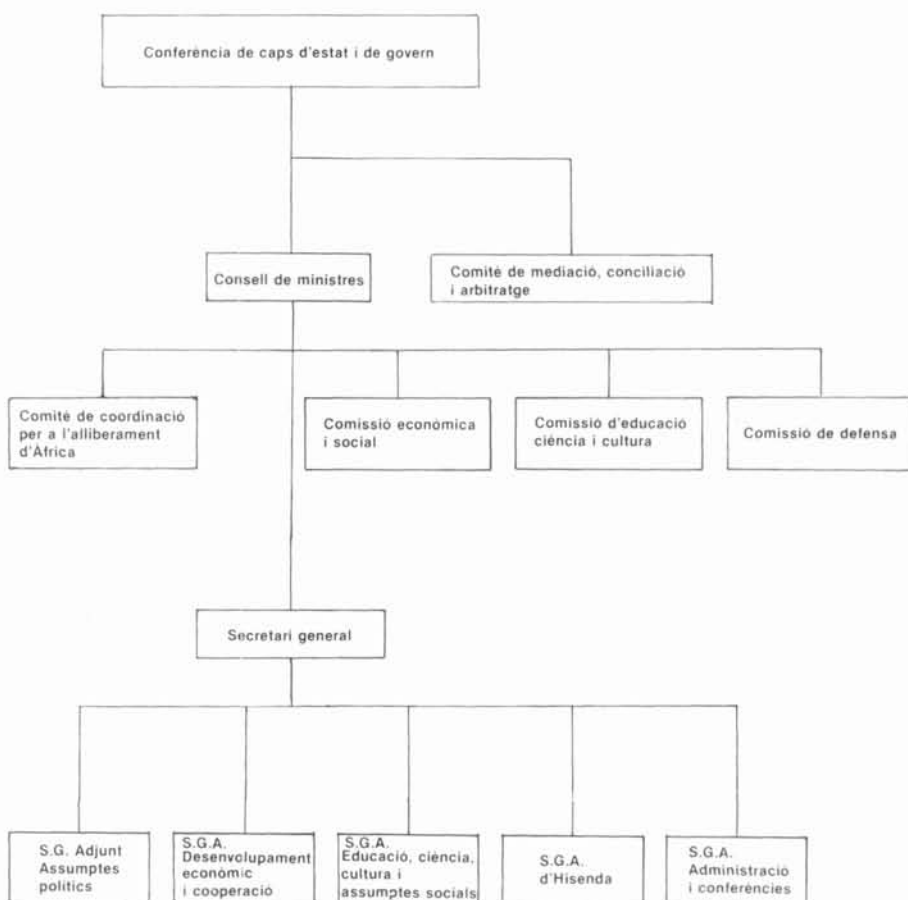 Conferència de caps d'estat i de govern
Consell de ministres
Comitè de mediació, conciliació
i arbitratge
Comitè de coordinació
per a l'alliberament
d'Àfrica
Comissió econòmica
i social
Comissió d'educació
ciència i cultura
Comissió de defensa
Secretari general
S.G. Adjunt
Assumptes
polítics
S.G.A.
Desenvolupament
econòmic
i cooperació
S.G.A.
Educació, ciència,
cultura i
assumptes socials
S.G.A.
d'Hisenda
S.G.A.
Administració
i conferències